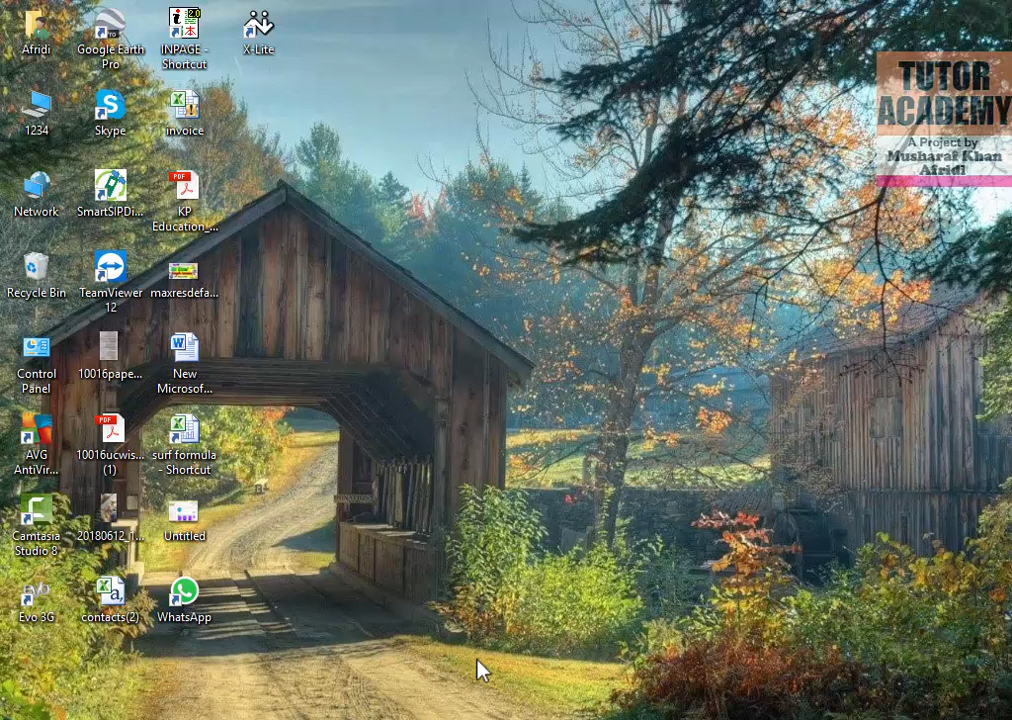 Afridi
Google Earth
Pro
INPAGE -
Shortcut
X-Lite
1234
Skype
invoice
Network
SmartSIPDi...
KP
Education_...
Recycle Bin
TeamViewer
12
maxresdefa...
Control
Panel
10016pape...
New
Microsof...
AVG
AntiVir...
10016ucwis...
(1)
surf formula
- Shortcut
Camtasia
Studio 8
20180612_1...
Untitled
Evo 3G
contacts(2)
WhatsApp
TUTOR
ACADEMY
A Project by
Musharaf Khan
Afridi